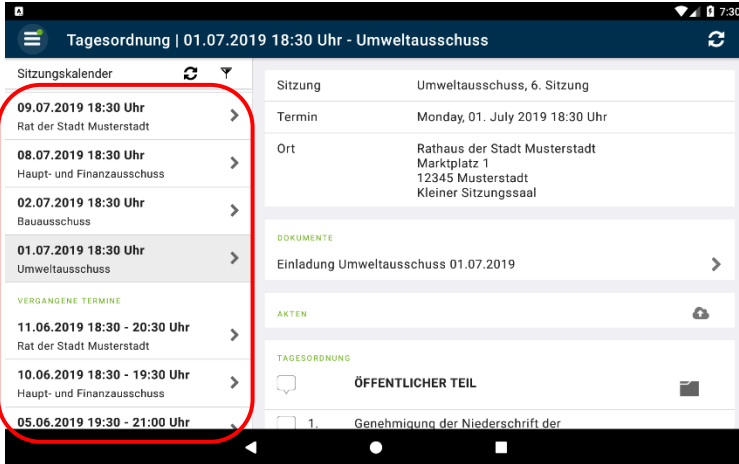 7:30
Tagesordnung | 01.07.2019 18:30 Uhr - Umweltausschuss
Sitzungskalender
09.07.2019 18:30 Uhr
Rat der Stadt Musterstadt
08.07.2019 18:30 Uhr
Haupt- und Finanzausschuss
02.07.2019 18:30 Uhr
Bauausschuss
01.07.2019 18:30 Uhr
Umweltausschuss
VERGANGENE TERMINE
11.06.2019 18:30 - 20:30 Uhr
Rat der Stadt Musterstadt
10.06.2019 18:30 - 19:30 Uhr
Haupt- und Finanzausschuss
05.06.2019 19:30 - 21:00 Uhr
Sitzung Umweltausschuss, 6. Sitzung
Termin Monday, 01. July 2019 18:30 Uhr
Ort Rathaus der Stadt Musterstadt
Marktplatz 1
12345 Musterstadt
Kleiner Sitzungssaal
DOKUMENTE
Einladung Umweltausschuss 01.07.2019
AKTEN
TAGESORDNUNG
ÖFFENTLICHER TEIL
1. Genehmigung der Niederschrift der